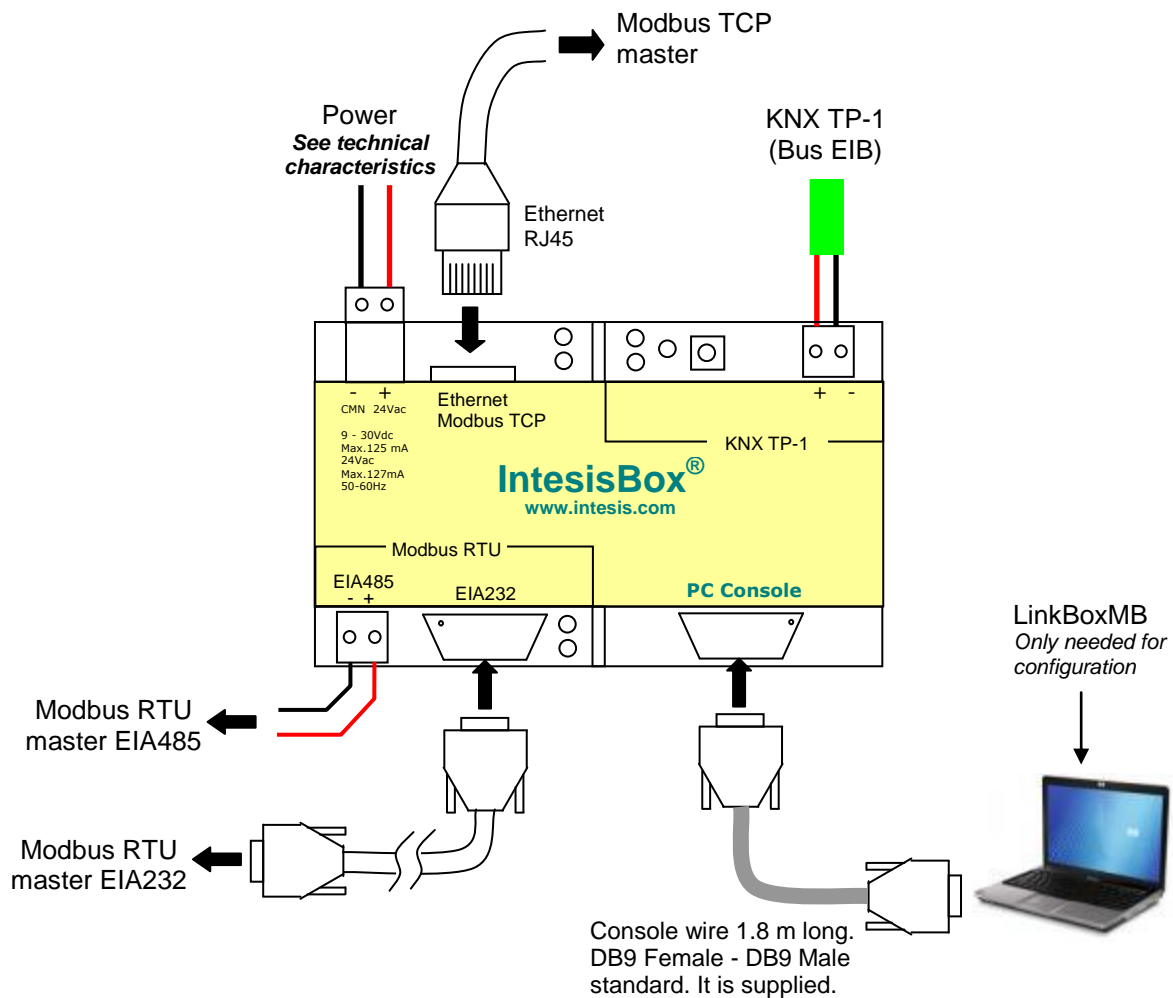 Modbus TCP
master
Power
See technical
characteristics
KNX TP-1
(Bus EIB)
Ethernet
RJ45
- +
CMN 24Vac
9 - 30Vdc
Max.125 mA
24Vac
Max.127mA
50-60Hz
Ethernet
Modbus TCP
+ -
KNX TP-1
IntesisBox®
www.intesis.com
Modbus RTU
EIA485
- +
EIA232
PC Console
LinkBoxMB
Only needed for
configuration
Modbus RTU
master EIA485
Modbus RTU
master EIA232
Console wire 1.8 m long.
DB9 Female - DB9 Male
standard. It is supplied.